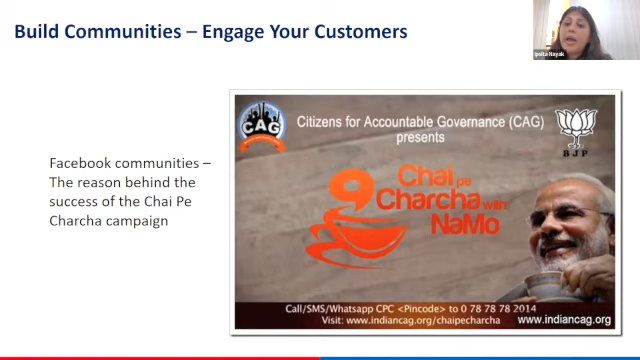 Build Communities – Engage Your Customers
Ipsita Nayak
Facebook communities –
The reason behind the
success of the Chai Pe
Charcha campaign
CAG
Citizens for Accountable Governance (CAG)
presents
BJP
Chai pe
Charcha with
NaMo
Call/SMS/Whatsapp CPC <Pincode> to 0 78 78 78 2014
Visit: www.indiancag.org/chaipecharcha
www.indiancag.org